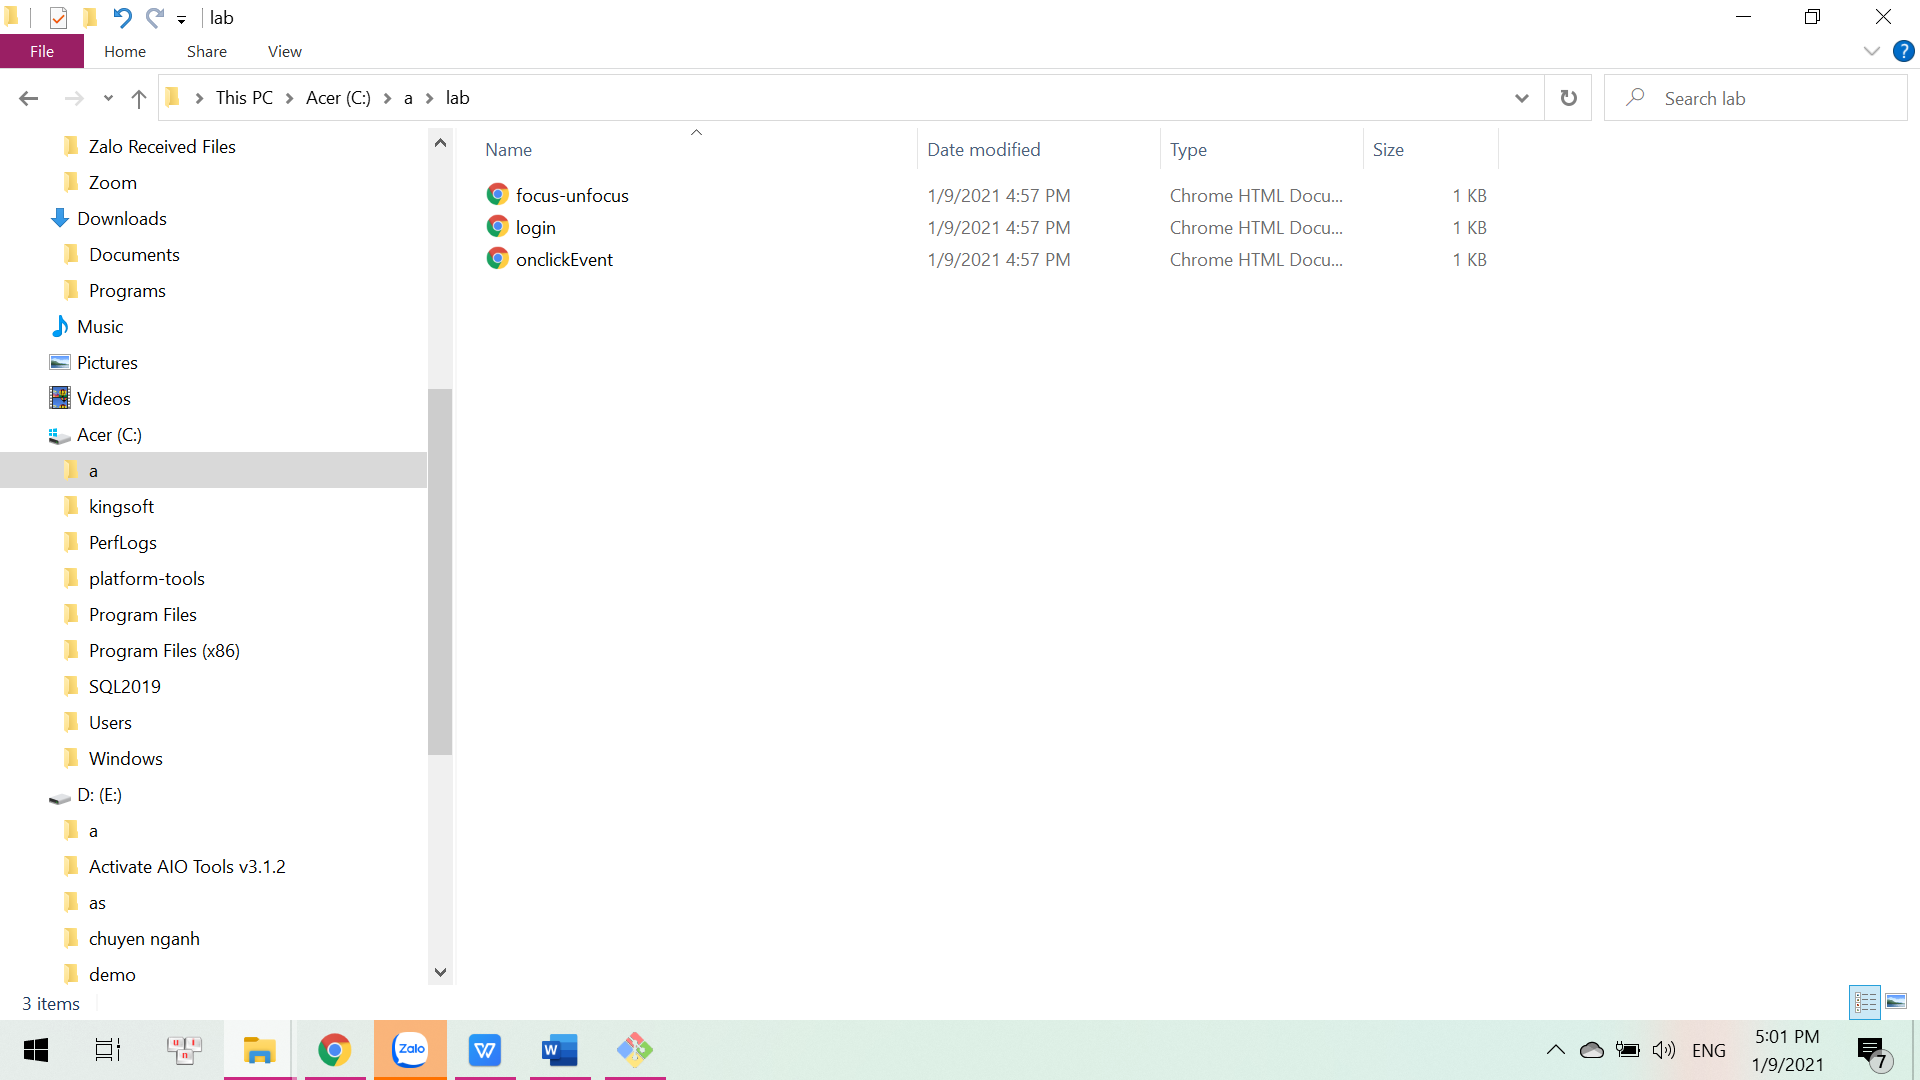 lab
File Home Share View
This PC Acer (C:) a lab
Search lab
Zalo Received Files
Zoom
Downloads
Documents
Programs
Music
Pictures
Videos
Acer (C:)
a
kingsoft
PerfLogs
platform-tools
Program Files
Program Files (x86)
SQL2019
Users
Windows
D: (E:)
a
Activate AIO Tools v3.1.2
as
chuyen nganh
demo
Name Date modified Type Size
focus-unfocus 1/9/2021 4:57 PM Chrome HTML Docu... 1 KB
login 1/9/2021 4:57 PM Chrome HTML Docu... 1 KB
onclickEvent 1/9/2021 4:57 PM Chrome HTML Docu... 1 KB
3 items
u i
n
Zalo
W
W
ENG
5:01 PM
1/9/2021
7